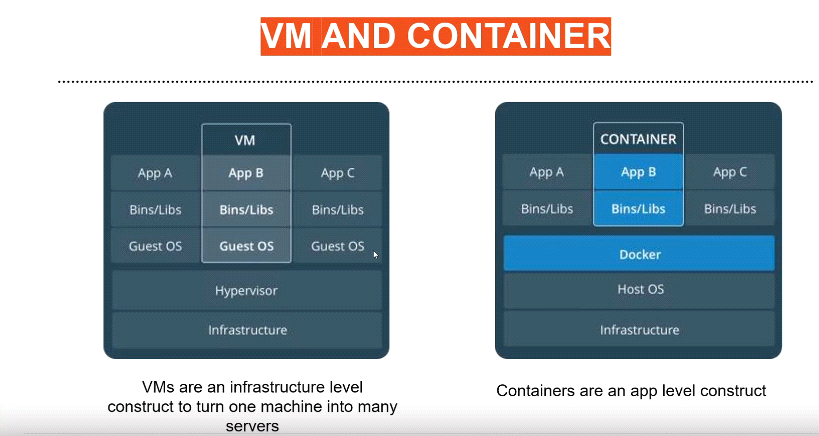 VM AND CONTAINER
VM
App A App B App C
Bins/Libs Bins/Libs Bins/Libs
Guest OS Guest OS Guest OS
Hypervisor
Infrastructure
VMs are an infrastructure level
construct to turn one machine into many
servers
CONTAINER
App A App B App C
Bins/Libs Bins/Libs Bins/Libs
Docker
Host OS
Infrastructure
Containers are an app level construct